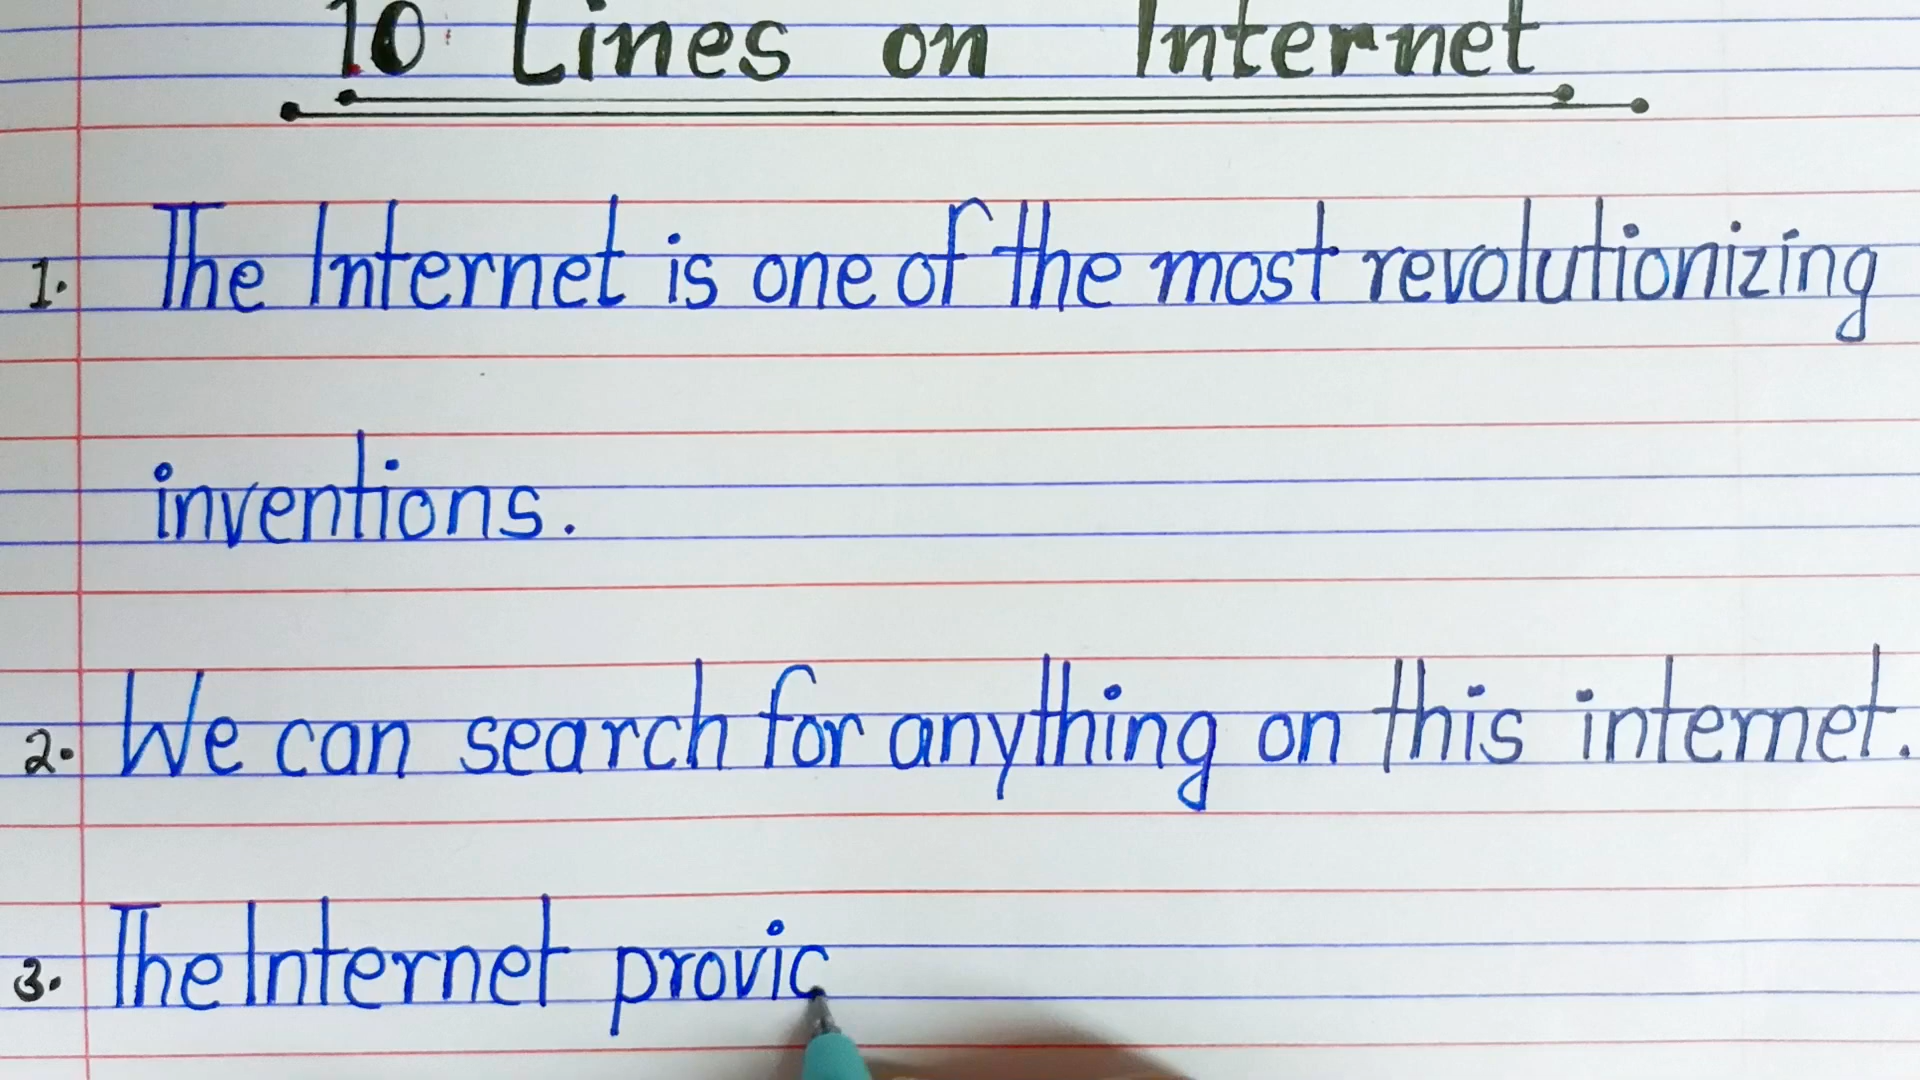 10 Lines on Internet
1. The Internet is one of the most revolutionizing
inventions.
2. We can search for anything on this internet.
3. The Internet provic